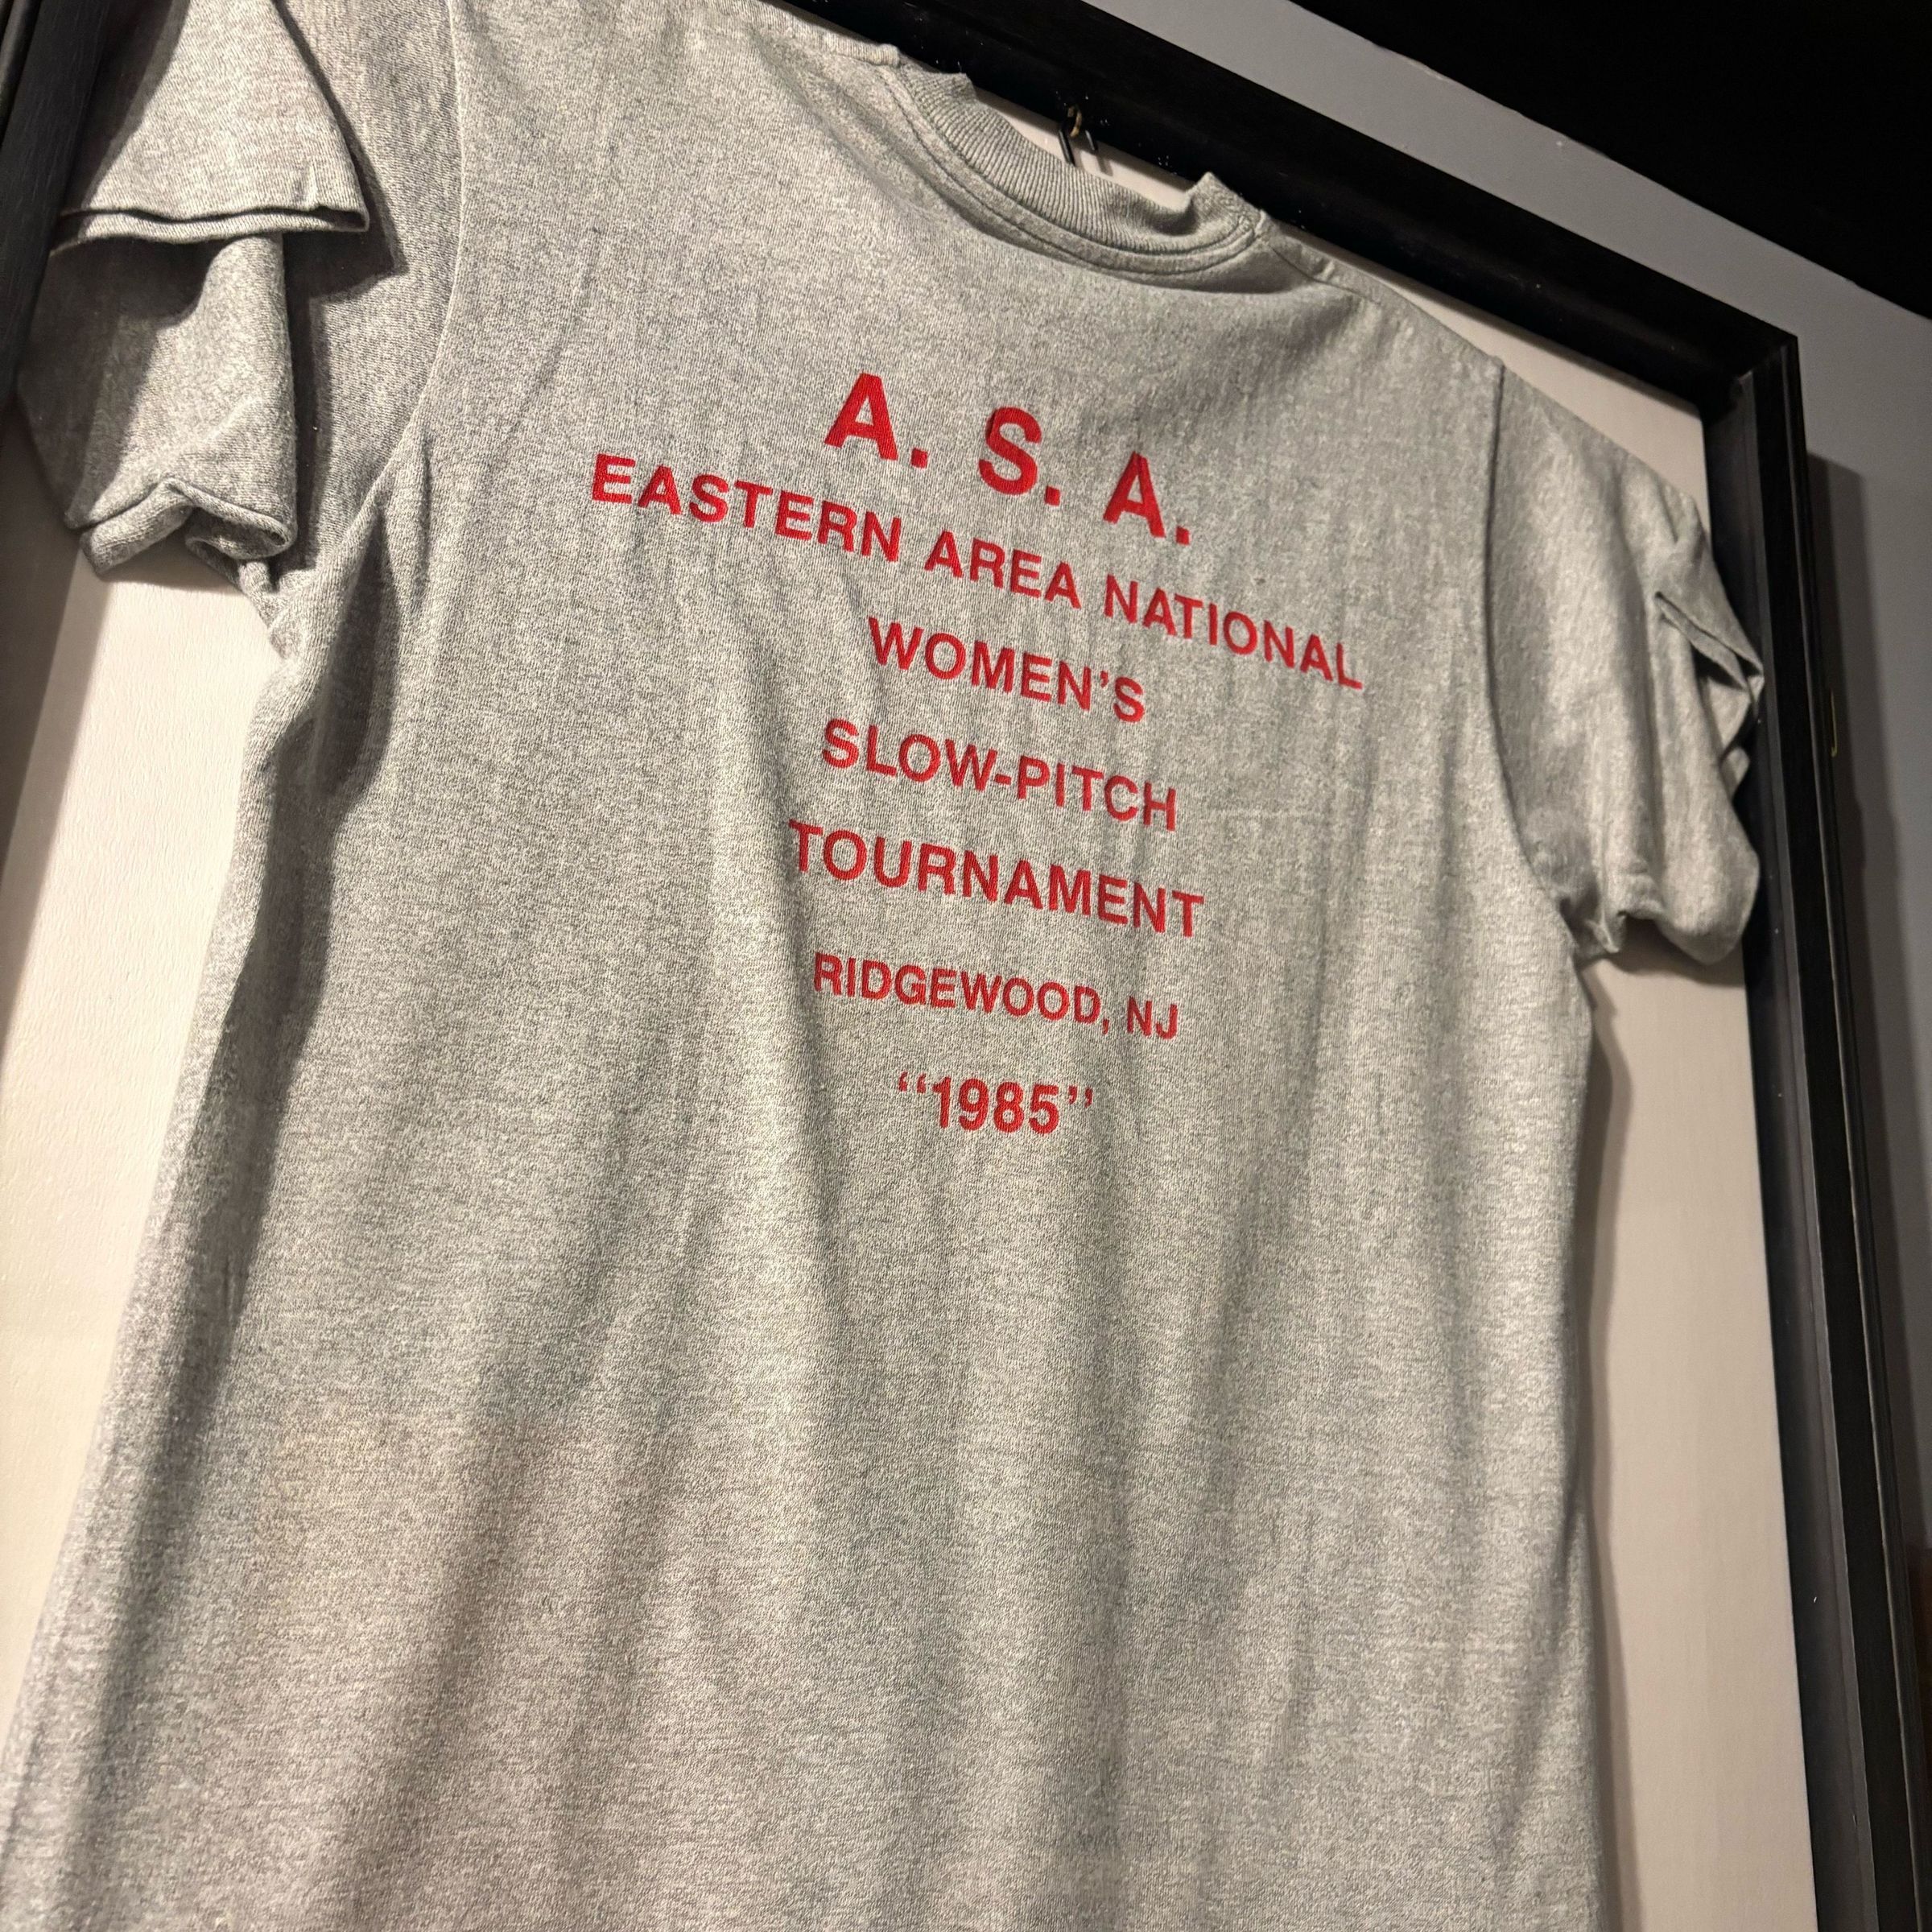 A. S. A.
EASTERN AREA NATIONAL
WOMEN'S
SLOW-PITCH
TOURNAMENT
RIDGEWOOD, NJ
“1985”